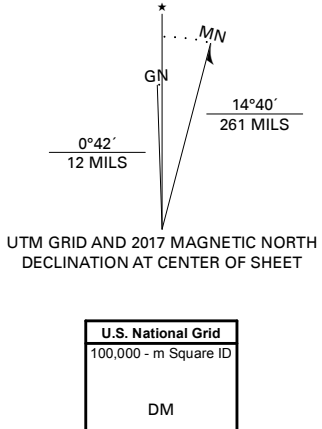 ★
MN
GN
14°40´
261 MILS
0°42´
12 MILS
UTM GRID AND 2017 MAGNETIC NORTH
DECLINATION AT CENTER OF SHEET
U.S. National Grid
100,000 - m Square ID
DM